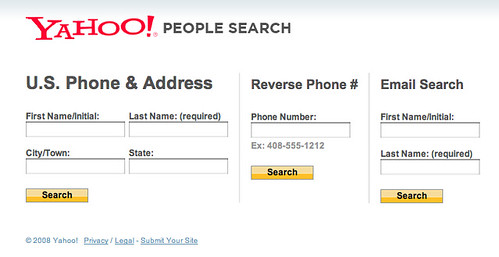 YAHOO! PEOPLE SEARCH
U.S. Phone & Address
First Name/Initial: Last Name: (required)
City/Town: State:
Search
Reverse Phone #
Phone Number:
Ex: 408-555-1212
Search
Email Search
First Name/Initial:
Last Name: (required)
Search
© 2008 Yahoo! Privacy / Legal - Submit Your Site